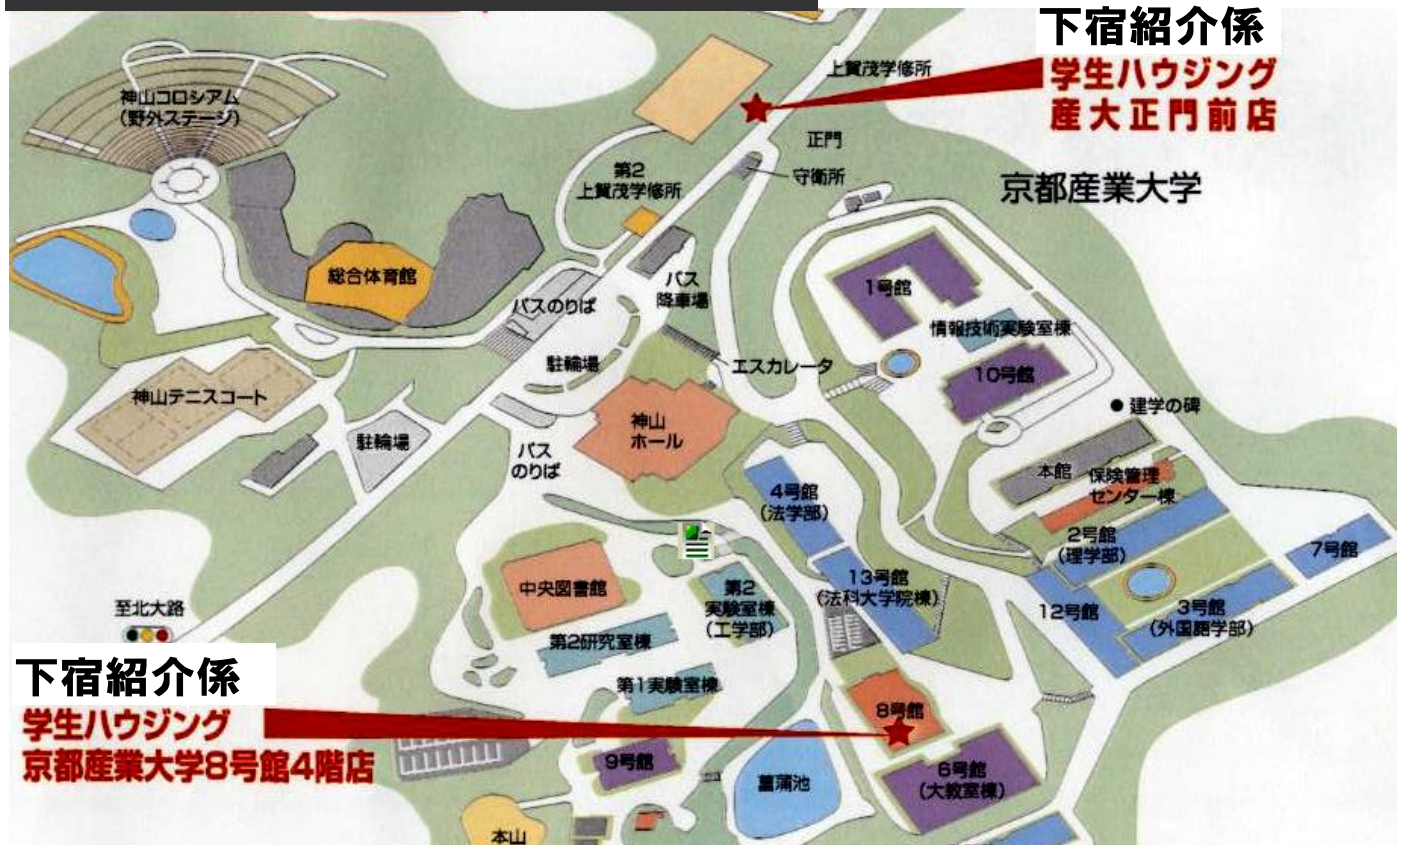 下宿紹介係
学生ハウジング
産大正門前店
上賀茂学修所
神山コロシアム
(野外ステージ)
正門
守衛所
第2
上賀茂学修所
京都産業大学
総合体育館
バスのりば
バス
降車場
1号館
情報技術実験室棟
駐輪場
エスカレータ
10号館
神山テニスコート
建学の碑
神山
ホール
駐輪場
バス
のりば
本館
保険管理
センター棟
4号館
(法学部)
2号館
(理学部)
7号館
中央図書館
第2
実験室棟
(工学部)
13号館
(法科大学院棟)
12号館
3号館
(外国語学部)
至北大路
第2研究室棟
第1実験室棟
下宿紹介係
学生ハウジング
京都産業大学8号館4階店
8号館
9号館
菖蒲池
6号館
(大教室棟)
本山